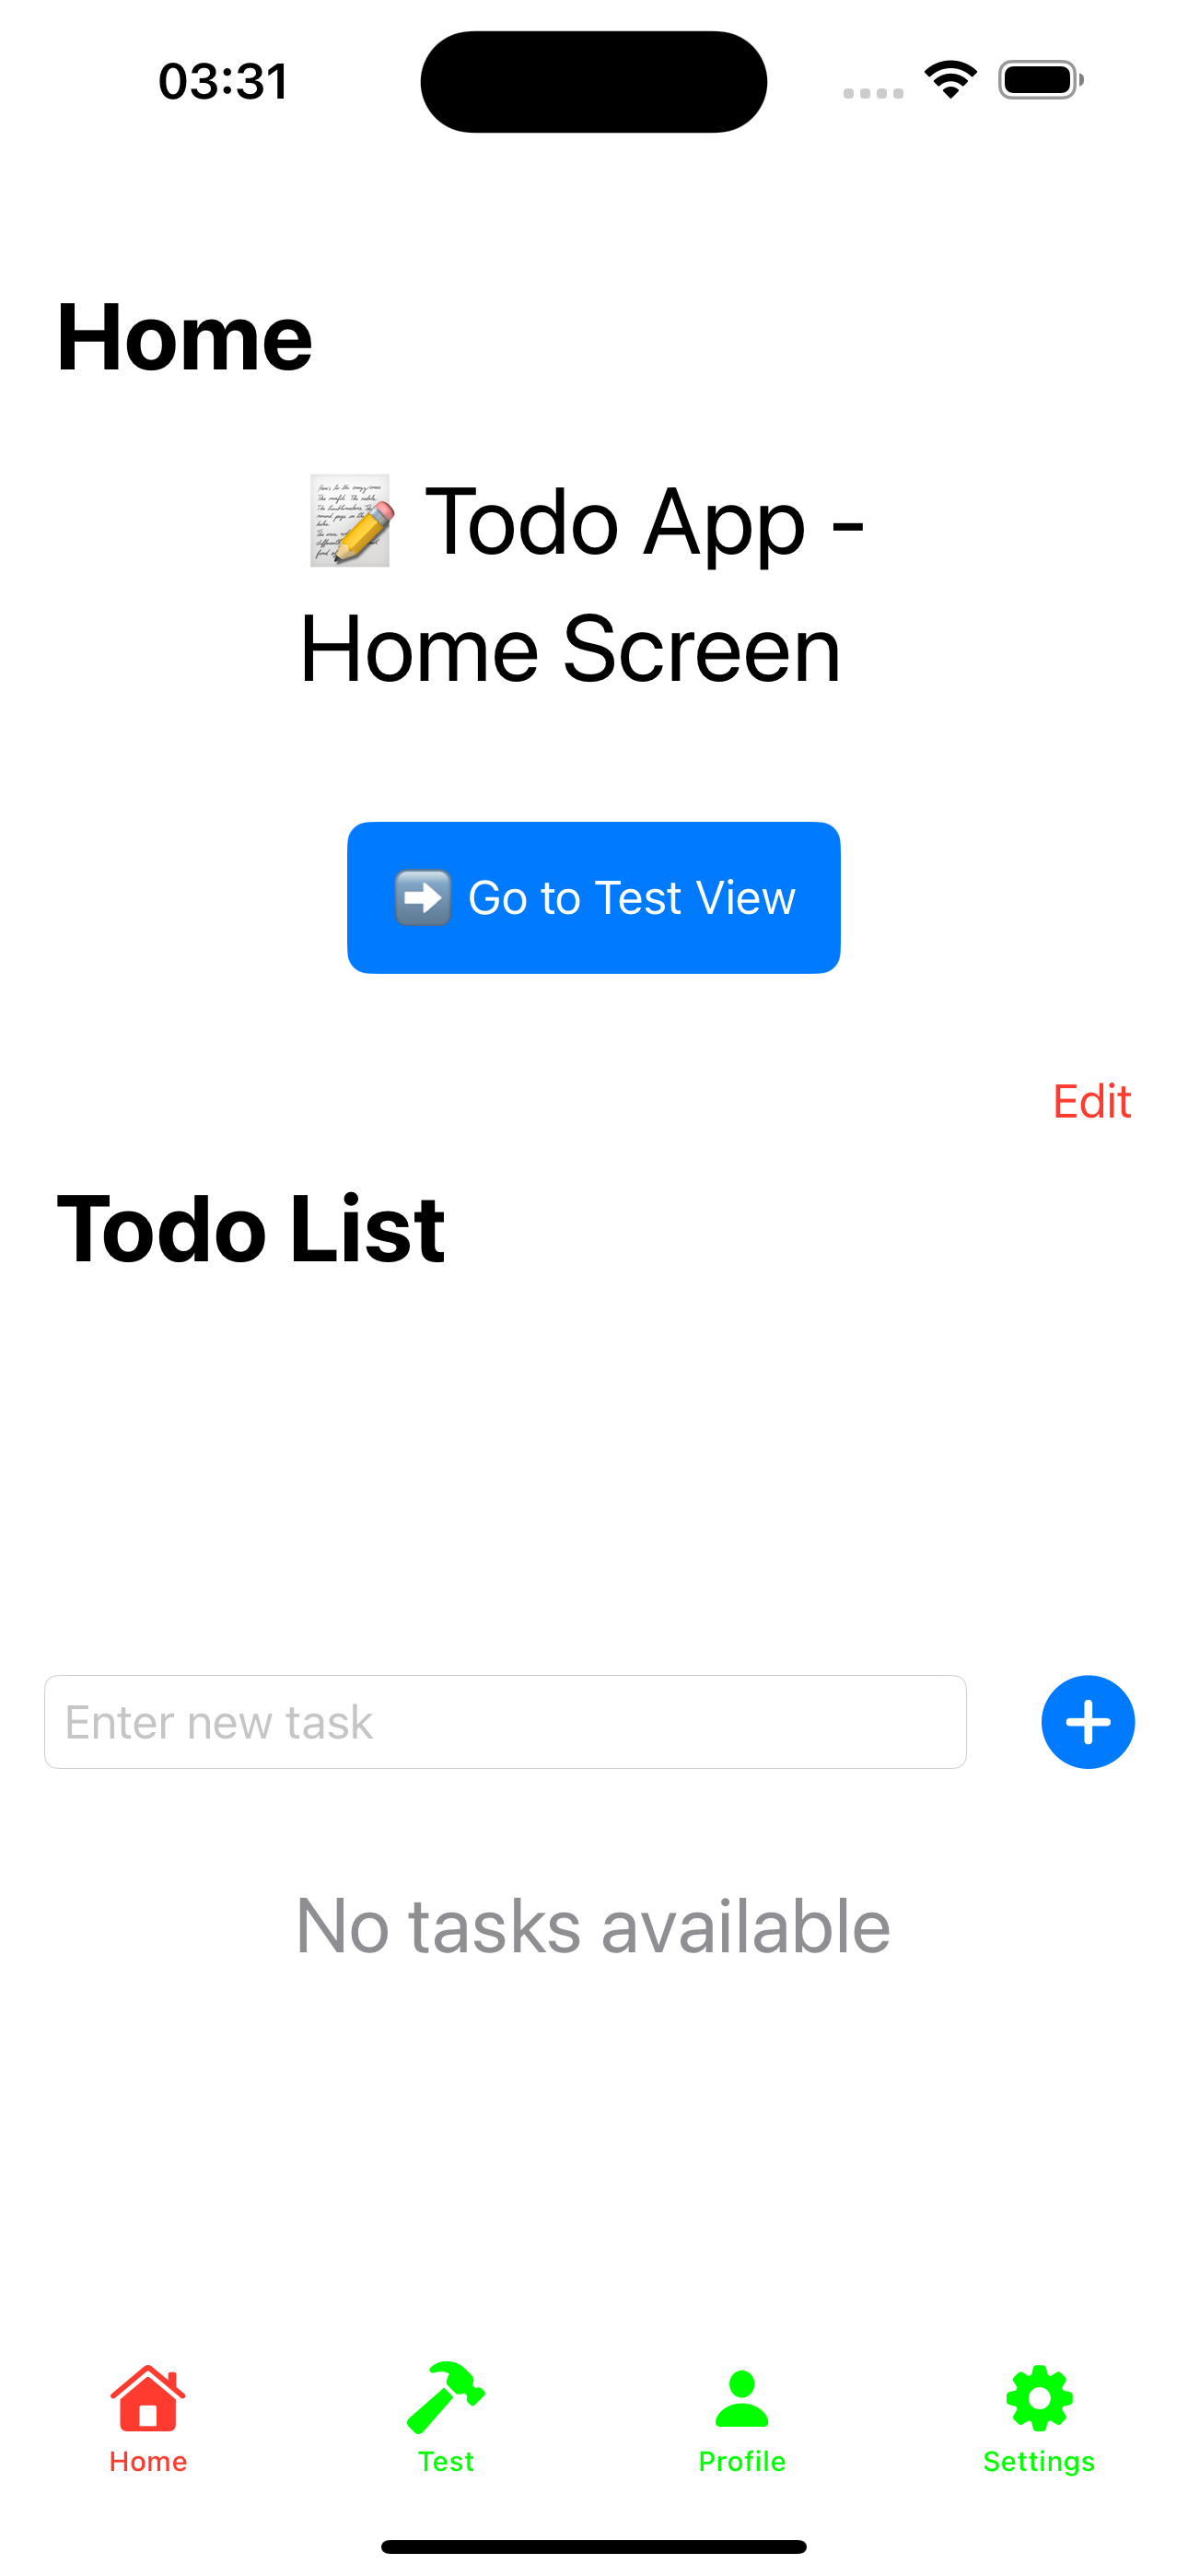 03:31
Home
📝 Todo App -
Home Screen
➡️ Go to Test View
Edit
Todo List
Enter new task
No tasks available
Home Test Profile Settings